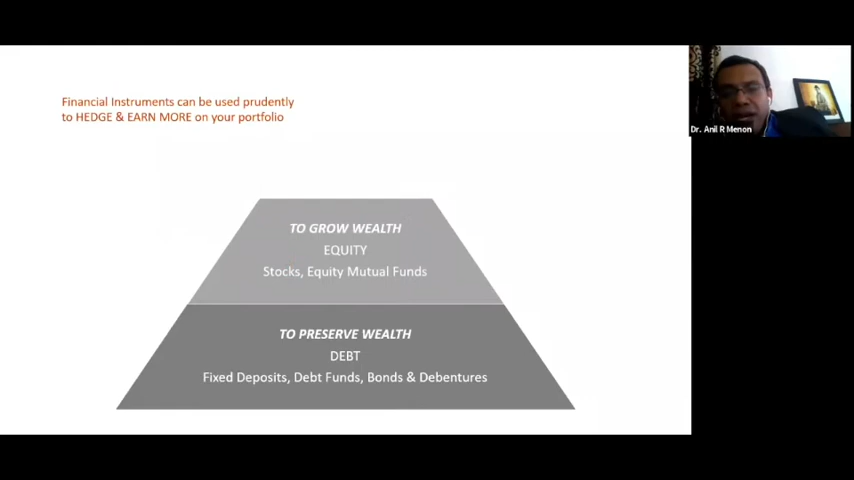 Financial Instruments can be used prudently
to HEDGE & EARN MORE on your portfolio
Dr. Anil R Menon
TO GROW WEALTH
EQUITY
Stocks, Equity Mutual Funds
TO PRESERVE WEALTH
DEBT
Fixed Deposits, Debt Funds, Bonds & Debentures